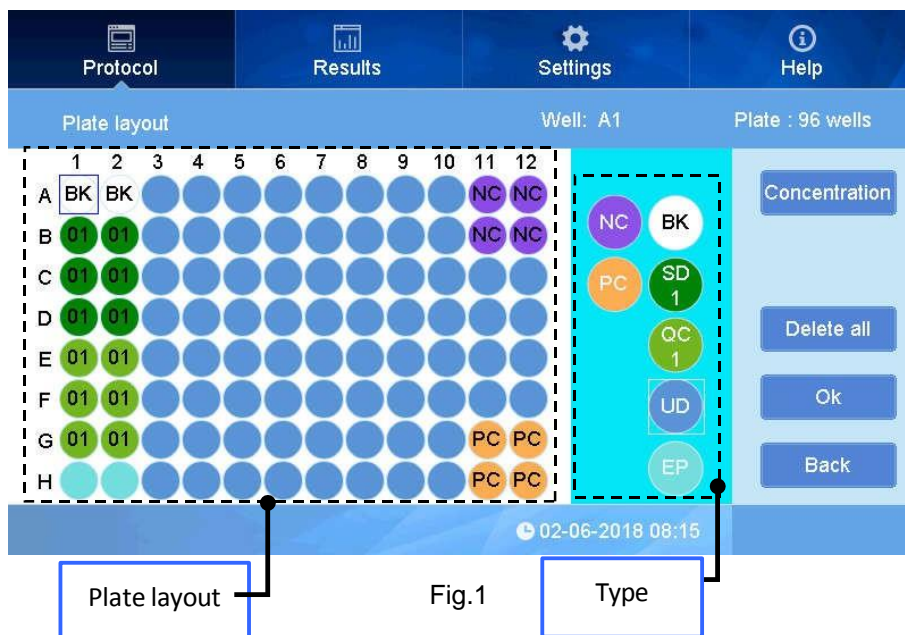 Protocol Results Settings Help
Plate layout Well: A1 Plate : 96 wells
1 2 3 4 5 6 7 8 9 10 11 12
A BK BK NC NC
B 01 01 NC NC
C 01 01
D 01 01
E 01 01
F 01 01
G 01 01 PC PC
H PC PC
NC BK
PC SD
1
QC
1
UD
EP
Concentration
Delete all
Ok
Back
02-06-2018 08:15
Plate layout Fig.1 Type